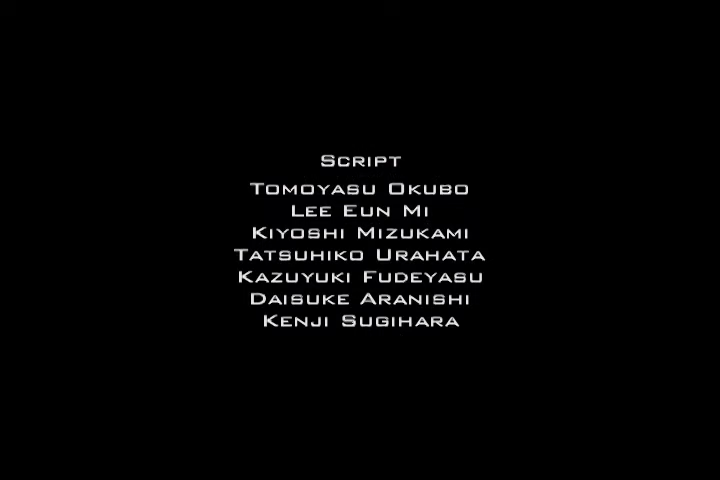 Script
Tomoyasu Okubo
Lee Eun Mi
Kiyoshi Mizukami
Tatsuhiko Urahata
Kazuyuki Fudeyasu
Daisuke Aranishi
Kenji Sugihara